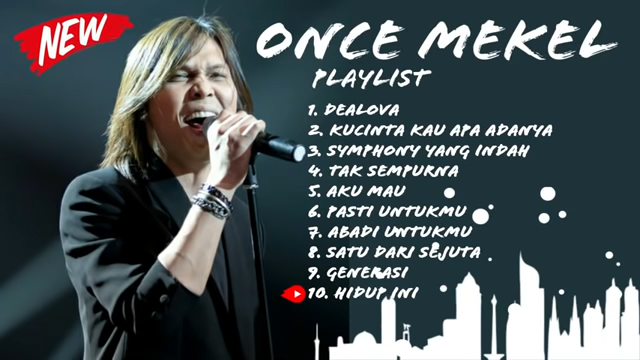 NEW
ONCE MEKEL
PLAYLIST
1. DEALOVA
2. KUCINTA KAU APA ADANYA
3. SYMPHONY YANG INDAH
4. TAK SEMPURNA
5. AKU MAU
6. PASTI UNTUKMU
7. ABADI UNTUKMU
8. SATU DARI SEJUTA
9. GENERASI
10. HIDUP INI